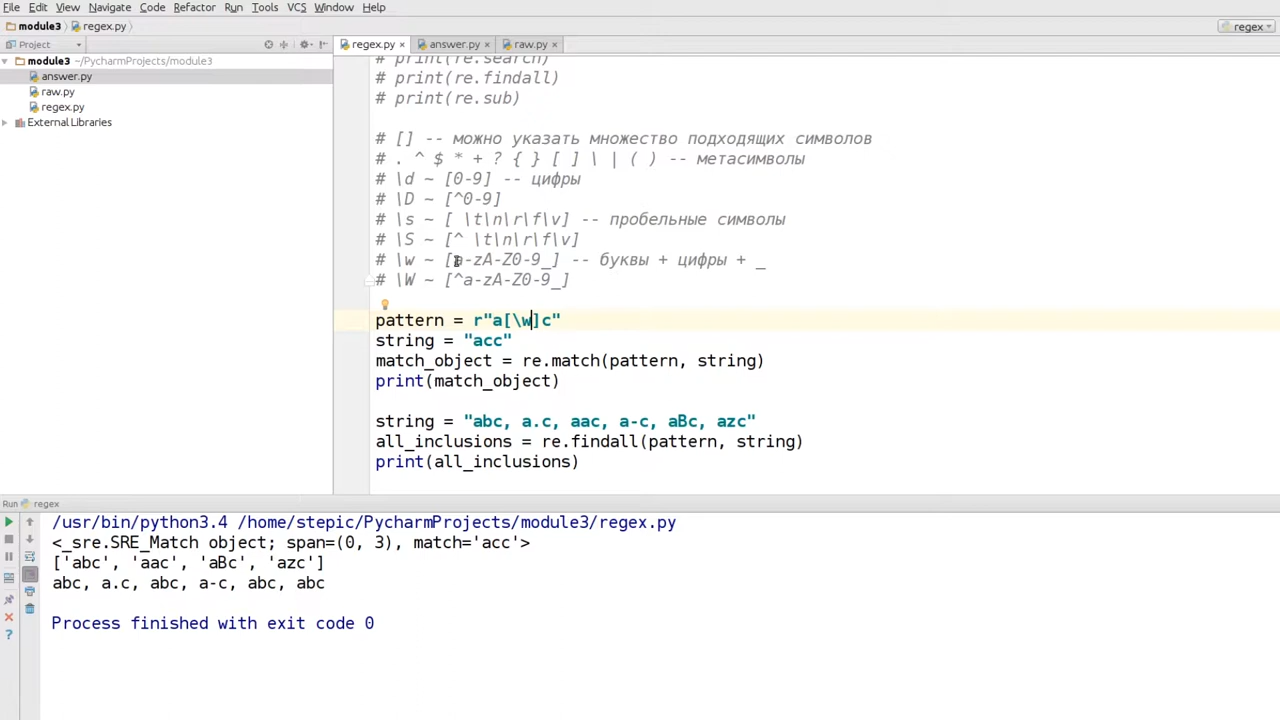 File Edit View Navigate Code Refactor Run Tools VCS Window Help
module3 regex.py regex
Project regex.py answer.py raw.py
module3 ~/PycharmProjects/module3
answer.py
raw.py
regex.py
External Libraries
# print(re.search)
# print(re.findall)
# print(re.sub)
# [] -- можно указать множество подходящих символов
# . ^ $ * + ? { } [ ] \ | ( ) -- метасимволы
# \d ~ [0-9] -- цифры
# \D ~ [^0-9]
# \s ~ [ \t\n\r\f\v] -- пробельные символы
# \S ~ [^ \t\n\r\f\v]
# \w ~ [a-zA-Z0-9_] -- буквы + цифры + _
# \W ~ [^a-zA-Z0-9_]
pattern = r"a[\w]c"
string = "acc"
match_object = re.match(pattern, string)
print(match_object)
string = "abc, a.c, aac, a-c, aBc, azc"
all_inclusions = re.findall(pattern, string)
print(all_inclusions)
Run regex
/usr/bin/python3.4 /home/stepic/PycharmProjects/module3/regex.py
<_sre.SRE_Match object; span=(0, 3), match='acc'>
['abc', 'aac', 'aBc', 'azc']
abc, a.c, abc, a-c, abc, abc
Process finished with exit code 0